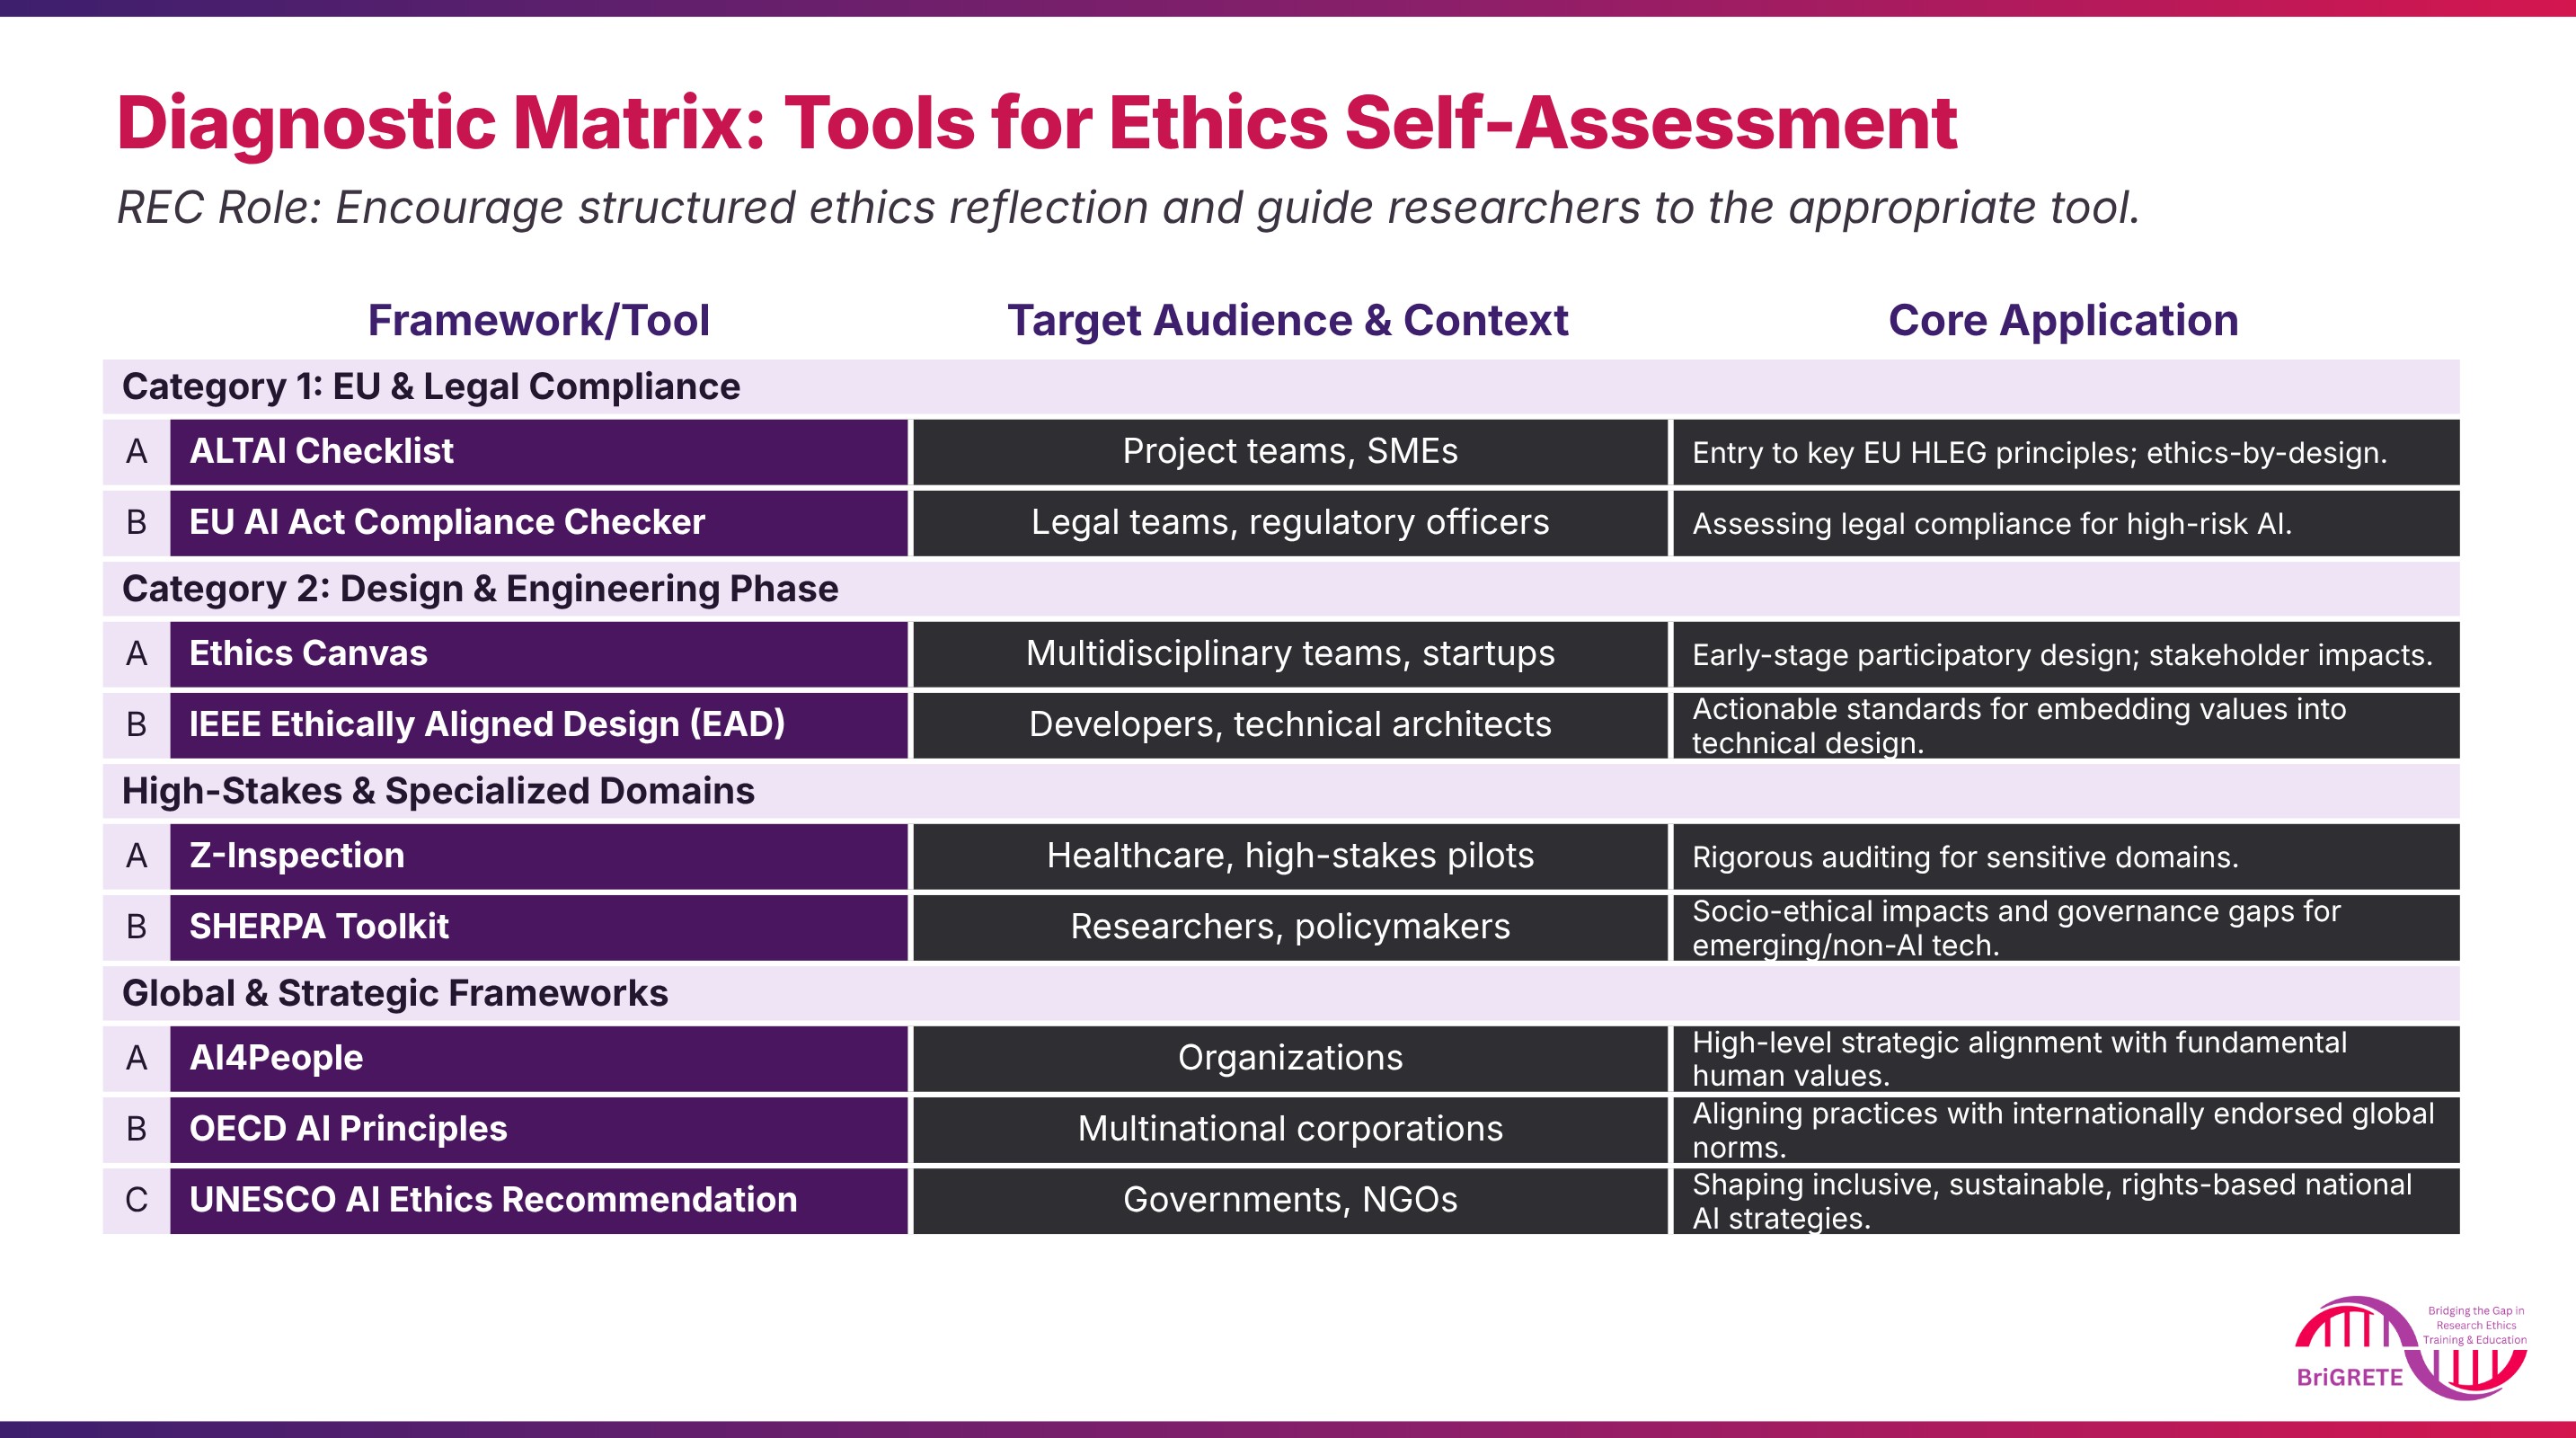 Diagnostic Matrix: Tools for Ethics Self-Assessment
REC Role: Encourage structured ethics reflection and guide researchers to the appropriate tool.
Framework/Tool
Target Audience & Context
Core Application
Category 1: EU & Legal Compliance
A
ALTAI Checklist
Project teams, SMEs
Entry to key EU HLEG principles; ethics-by-design.
B
EU AI Act Compliance Checker
Legal teams, regulatory officers
Assessing legal compliance for high-risk AI.
Category 2: Design & Engineering Phase
A
Ethics Canvas
Multidisciplinary teams, startups
Early-stage participatory design; stakeholder impacts.
B
IEEE Ethically Aligned Design (EAD)
Developers, technical architects
Actionable standards for embedding values into
technical design.
High-Stakes & Specialized Domains
A
Z-Inspection
Healthcare, high-stakes pilots
Rigorous auditing for sensitive domains.
B
SHERPA Toolkit
Researchers, policymakers
Socio-ethical impacts and governance gaps for
emerging/non-AI tech.
Global & Strategic Frameworks
A
AI4People
Organizations
High-level strategic alignment with fundamental
human values.
B
OECD AI Principles
Multinational corporations
Aligning practices with internationally endorsed global
norms.
C
UNESCO AI Ethics Recommendation
Governments, NGOs
Shaping inclusive, sustainable, rights-based national
AI strategies.
Bridging the Gap in
Research Ethics
Training & Education
BriGRETE